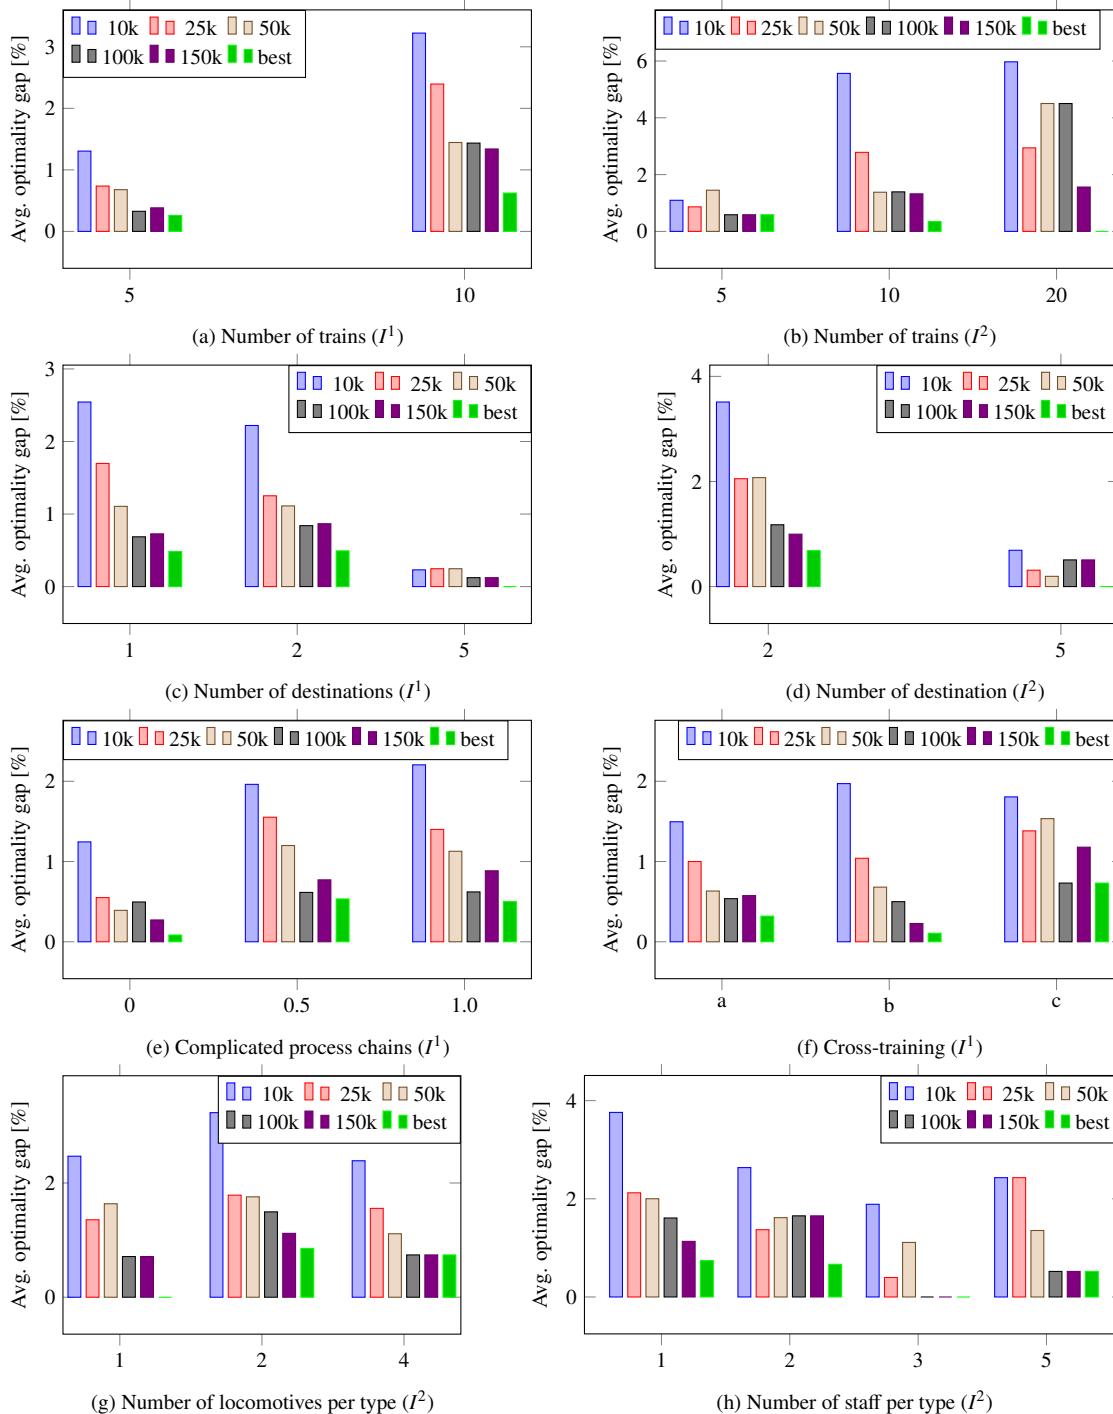 10k 25k 50k
100k 150k best
Avg. optimality gap [%]
3
2
1
0
5 10
(a) Number of trains (I¹)
10k 25k 50k 100k 150k best
Avg. optimality gap [%]
6
4
2
0
5 10 20
(b) Number of trains (I²)
10k 25k 50k
100k 150k best
Avg. optimality gap [%]
3
2
1
0
1 2 5
(c) Number of destinations (I¹)
10k 25k 50k
100k 150k best
Avg. optimality gap [%]
4
2
0
2 5
(d) Number of destination (I²)
10k 25k 50k 100k 150k best
Avg. optimality gap [%]
2
1
0
0 0.5 1.0
(e) Complicated process chains (I¹)
10k 25k 50k 100k 150k best
Avg. optimality gap [%]
2
1
0
a b c
(f) Cross-training (I¹)
10k 25k 50k
100k 150k best
Avg. optimality gap [%]
2
0
1 2 4
(g) Number of locomotives per type (I²)
10k 25k 50k
100k 150k best
Avg. optimality gap [%]
4
2
0
1 2 3 5
(h) Number of staff per type (I²)